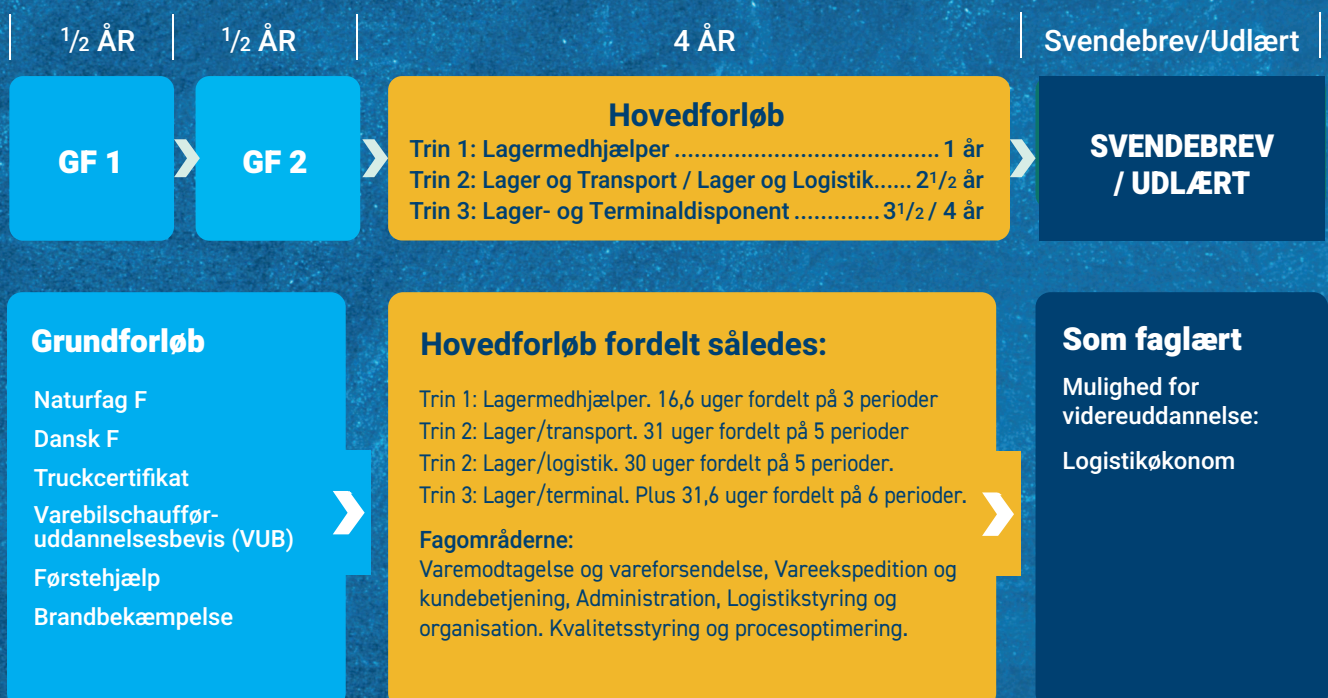 1/2 ÅR
1/2 ÅR
4 ÅR
Svendebrev/Udlært
GF 1
GF 2
Hovedforløb
Trin 1: Lagermedhjælper ........................................ 1 år
Trin 2: Lager og Transport / Lager og Logistik...... 21/2 år
Trin 3: Lager- og Terminaldisponent ............. 31/2 / 4 år
SVENDEBREV
/ UDLÆRT
Grundforløb
Naturfag F
Dansk F
Truckcertifikat
Varebilschauffør-
uddannelsesbevis (VUB)
Førstehjælp
Brandbekæmpelse
Hovedforløb fordelt således:
Trin 1: Lagermedhjælper. 16,6 uger fordelt på 3 perioder
Trin 2: Lager/transport. 31 uger fordelt på 5 perioder
Trin 2: Lager/logistik. 30 uger fordelt på 5 perioder.
Trin 3: Lager/terminal. Plus 31,6 uger fordelt på 6 perioder.
Fagområderne:
Varemodtagelse og vareforsendelse, Vareekspedition og
kundebetjening, Administration, Logistikstyring og
organisation. Kvalitetsstyring og procesoptimering.
Som faglært
Mulighed for
videreuddannelse:
Logistikøkonom